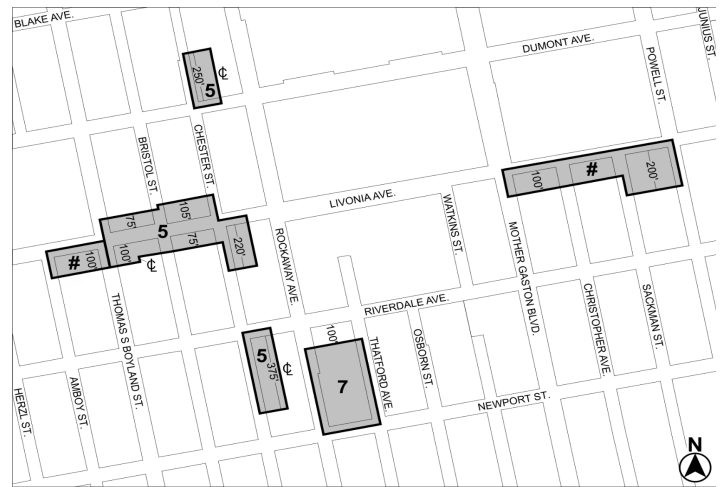 BLAKE AVE.
JUNIUS ST.
DUMONT AVE.
POWELL ST.
250'
℄
5
BRISTOL ST.
CHESTER ST.
#
100'
200'
LIVONIA AVE.
WATKINS ST.
MOTHER GASTON BLVD.
75'
105'
5
100'
75'
220'
#
100'
℄
ROCKAWAY AVE.
THOMAS S BOYLAND ST.
RIVERDALE AVE.
CHRISTOPHER AVE.
SACKMAN ST.
100'
THATFORD AVE.
OSBORN ST.
5
375'
℄
7
NEWPORT ST.
HERZL ST.
AMBOY ST.
N